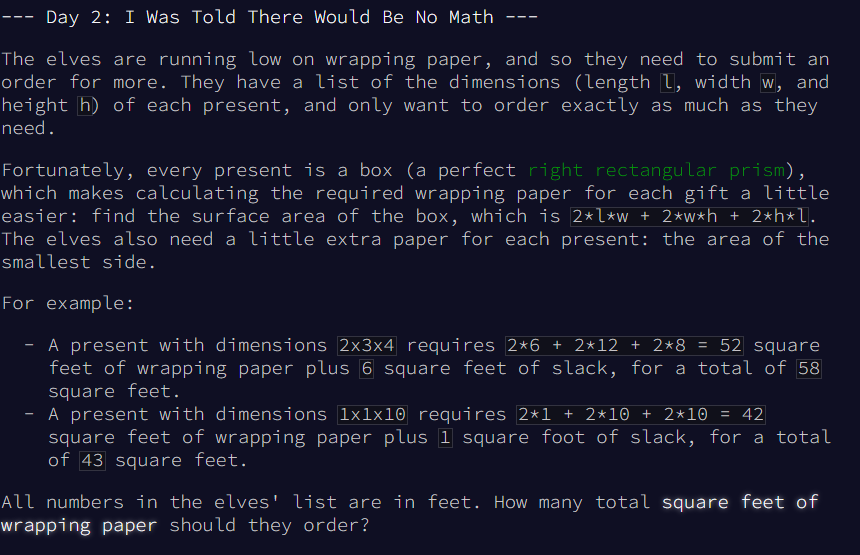 --- Day 2: I Was Told There Would Be No Math ---
The elves are running low on wrapping paper, and so they need to submit an
order for more. They have a list of the dimensions (length l, width w, and
height h) of each present, and only want to order exactly as much as they
need.
Fortunately, every present is a box (a perfect right rectangular prism),
which makes calculating the required wrapping paper for each gift a little
easier: find the surface area of the box, which is 2*l*w + 2*w*h + 2*h*l.
The elves also need a little extra paper for each present: the area of the
smallest side.
For example:
- A present with dimensions 2x3x4 requires 2*6 + 2*12 + 2*8 = 52 square
feet of wrapping paper plus 6 square feet of slack, for a total of 58
square feet.
- A present with dimensions 1x1x10 requires 2*1 + 2*10 + 2*10 = 42
square feet of wrapping paper plus 1 square foot of slack, for a total
of 43 square feet.
All numbers in the elves' list are in feet. How many total square feet of
wrapping paper should they order?